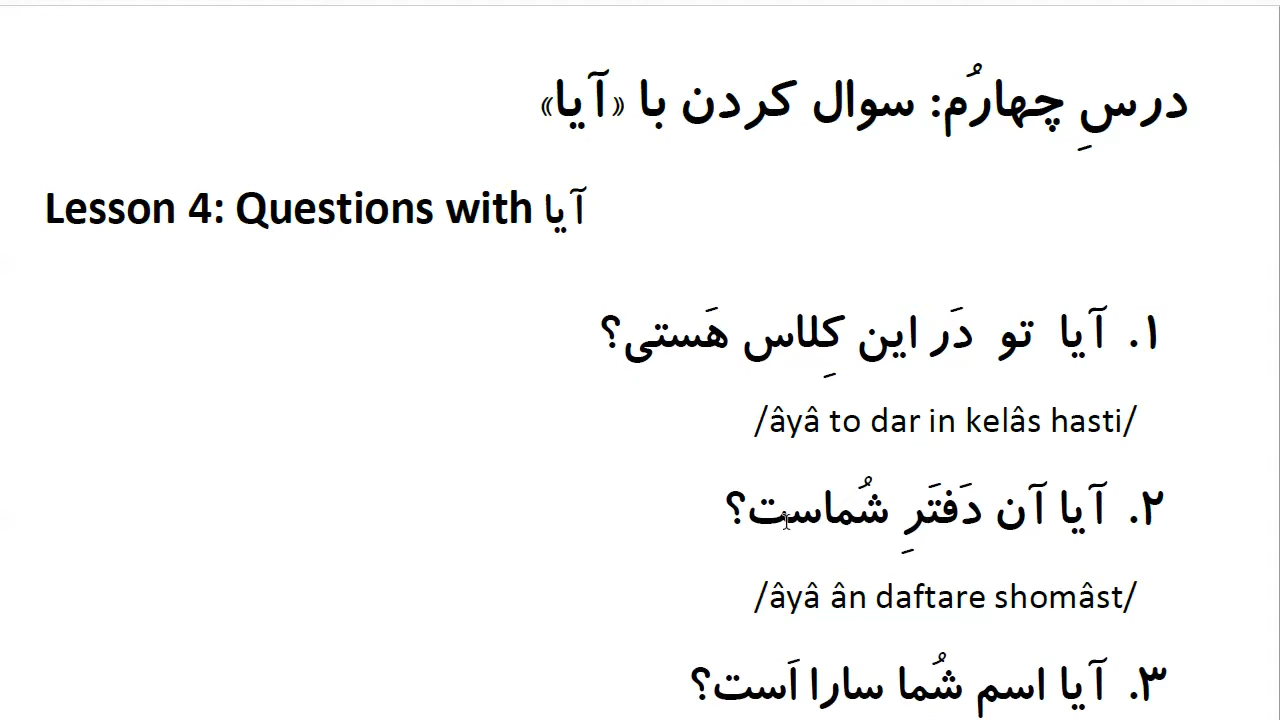 درسِ چهارُم: سوال کردن با «آیا»
Lesson 4: Questions with آیا
۱. آیا تو دَر این کِلاس هَستی؟
/âyâ to dar in kelâs hasti/
۲. آیا آن دَفتَرِ شُماست؟
/âyâ ân daftare shomâst/
۳. آیا اسم شُما سارا اَست؟